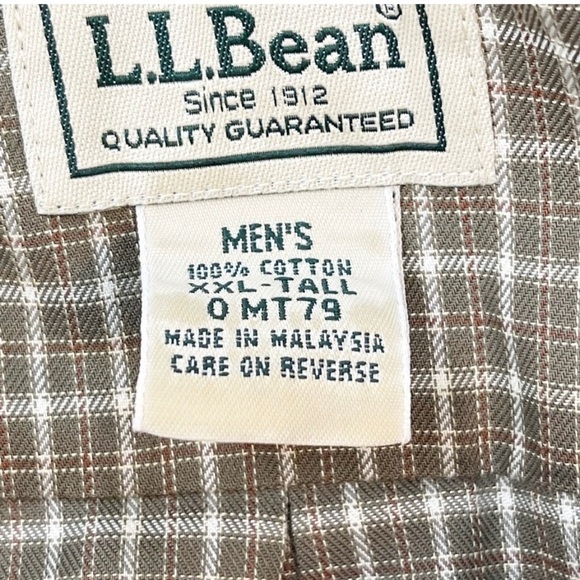 L.L.Bean®
Since 1912
QUALITY GUARANTEED
MEN'S
100% COTTON
XXL-TALL
0 MT79
MADE IN MALAYSIA
CARE ON REVERSE